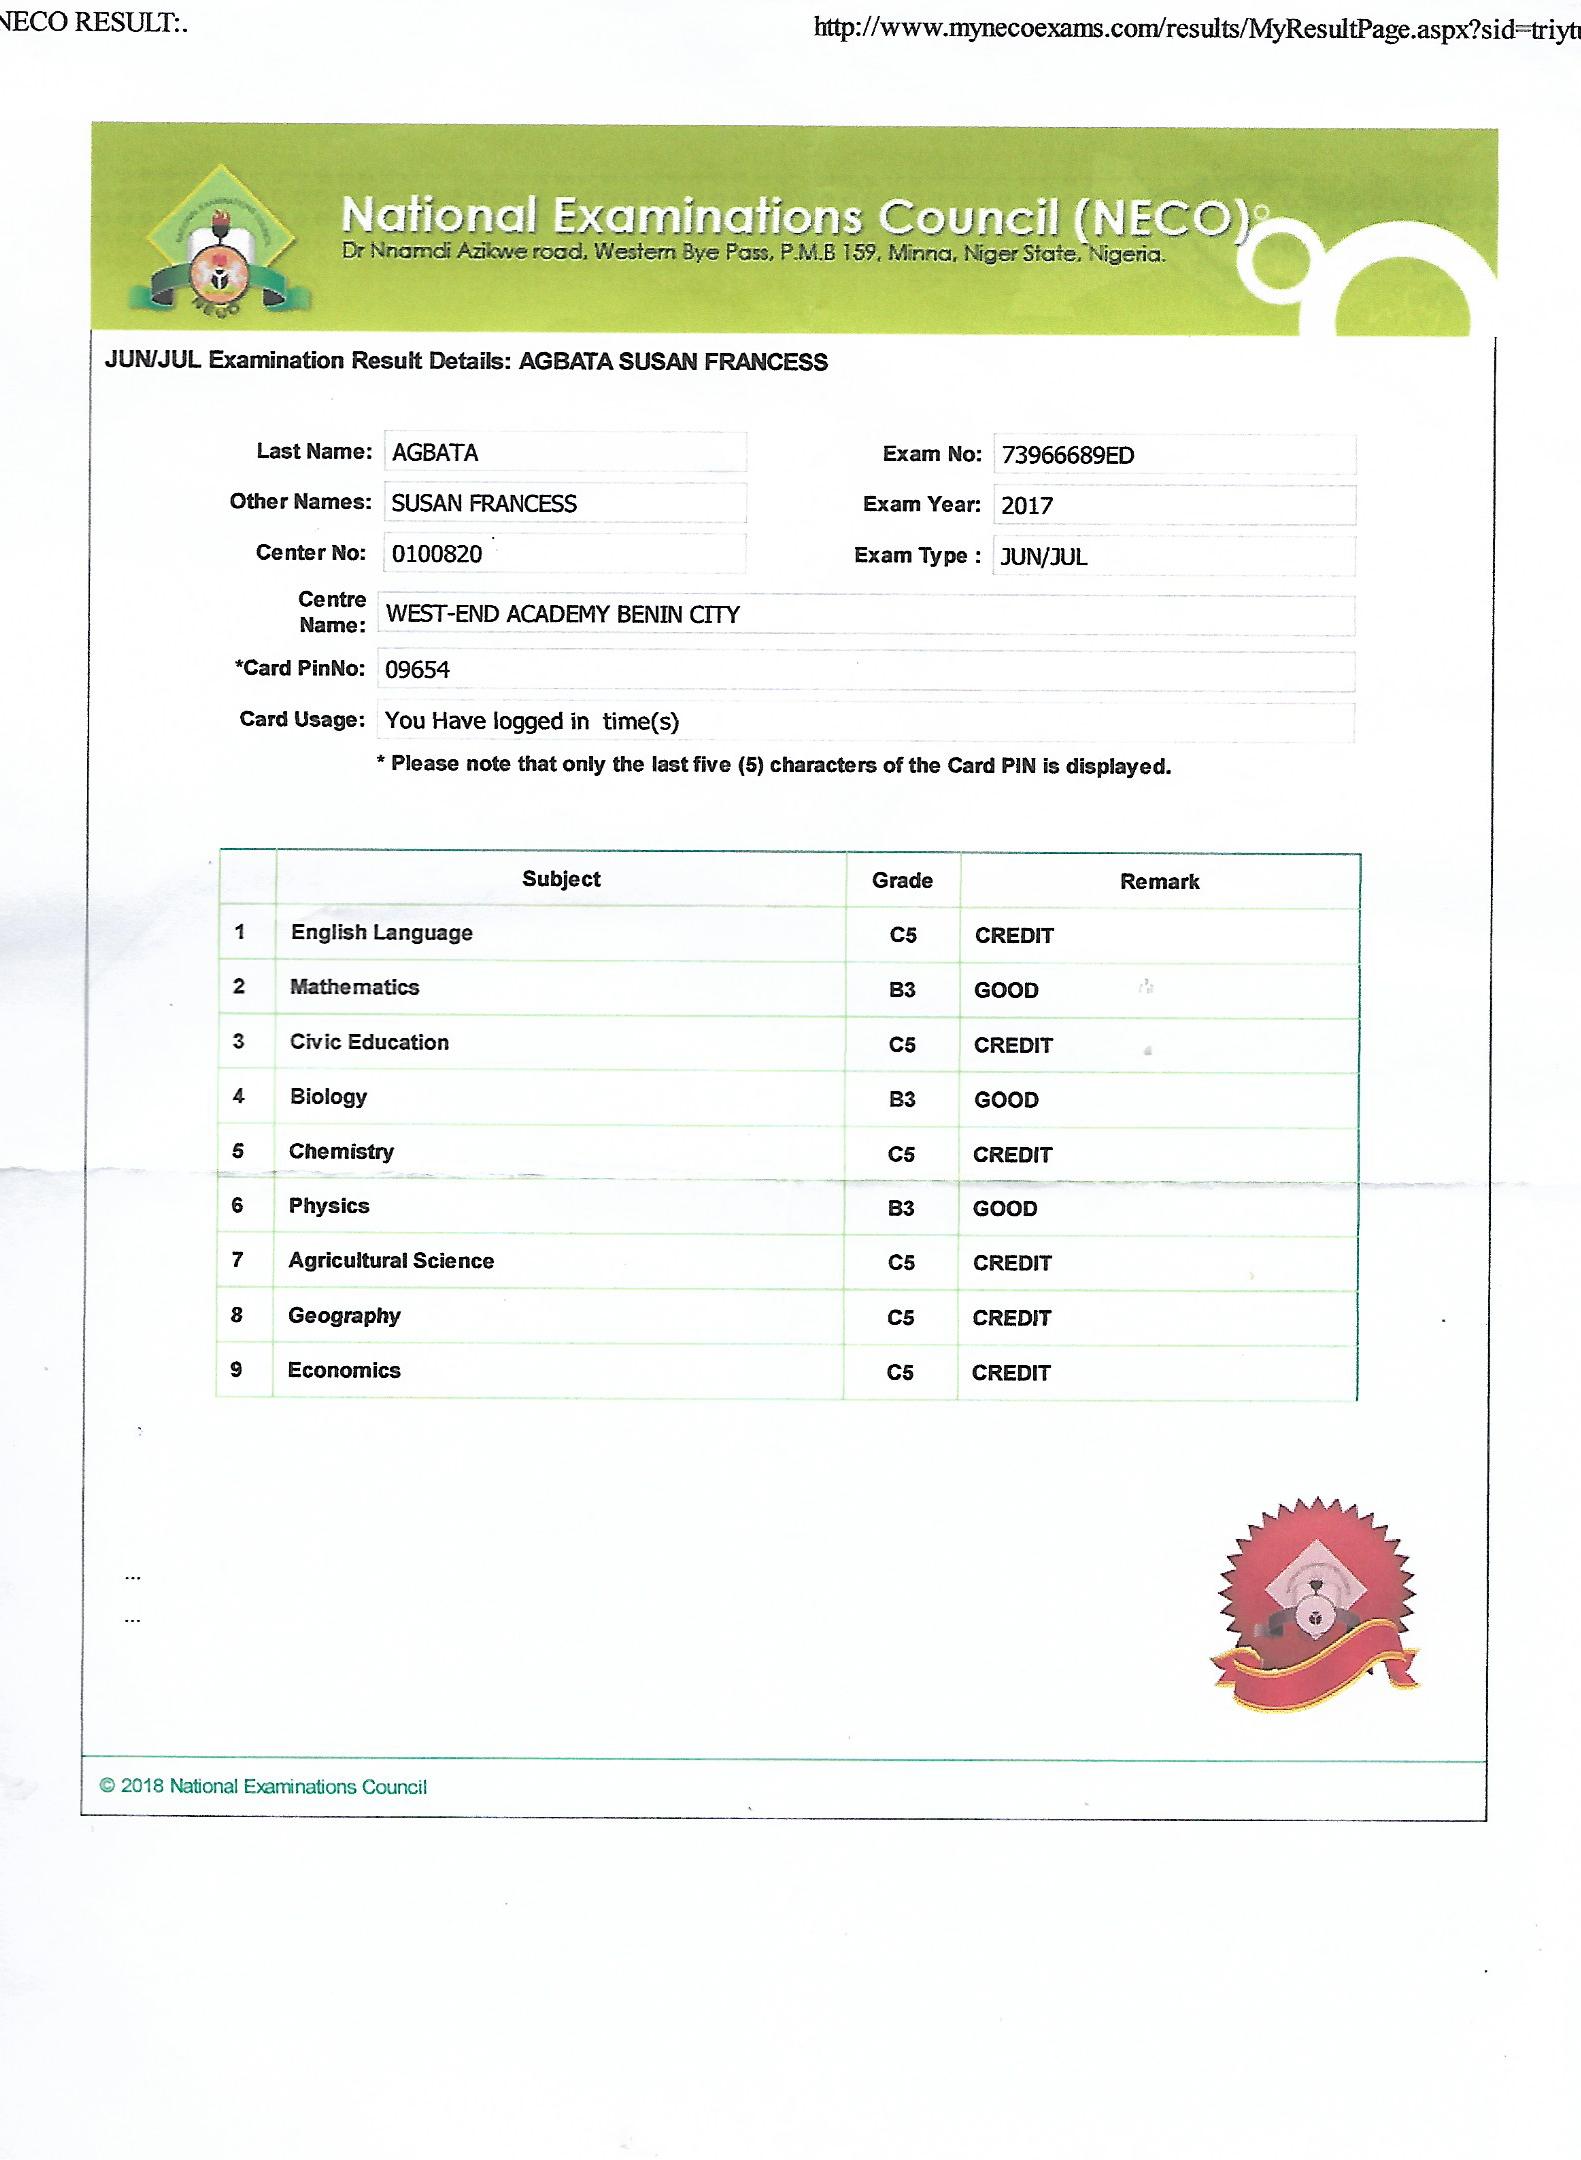 NECO RESULT:.
http://www.mynecoexams.com/results/MyResultPage.aspx?sid=triyt
National Examinations Council (NECO)
Dr Nnamdi Azikwe road, Western Bye Pass, P.M.B 159, Minna, Niger State, Nigeria.
NECO
JUN/JUL Examination Result Details: AGBATA SUSAN FRANCESS
Last Name: AGBATA Exam No: 73966689ED
Other Names: SUSAN FRANCESS Exam Year: 2017
Center No: 0100820 Exam Type : JUN/JUL
Centre
Name: WEST-END ACADEMY BENIN CITY
*Card PinNo: 09654
Card Usage: You Have logged in time(s)
* Please note that only the last five (5) characters of the Card PIN is displayed.
Subject Grade Remark
1 English Language C5 CREDIT
2 Mathematics B3 GOOD
3 Civic Education C5 CREDIT
4 Biology B3 GOOD
5 Chemistry C5 CREDIT
6 Physics B3 GOOD
7 Agricultural Science C5 CREDIT
8 Geography C5 CREDIT
9 Economics C5 CREDIT
...
...
© 2018 National Examinations Council